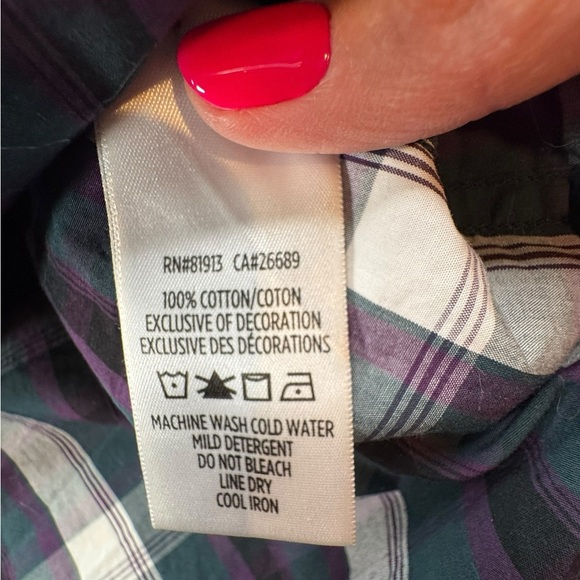 RN#81913 CA#26689
100% COTTON/COTON
EXCLUSIVE OF DECORATION
EXCLUSIVE DES DÉCORATIONS
MACHINE WASH COLD WATER
MILD DETERGENT
DO NOT BLEACH
LINE DRY
COOL IRON